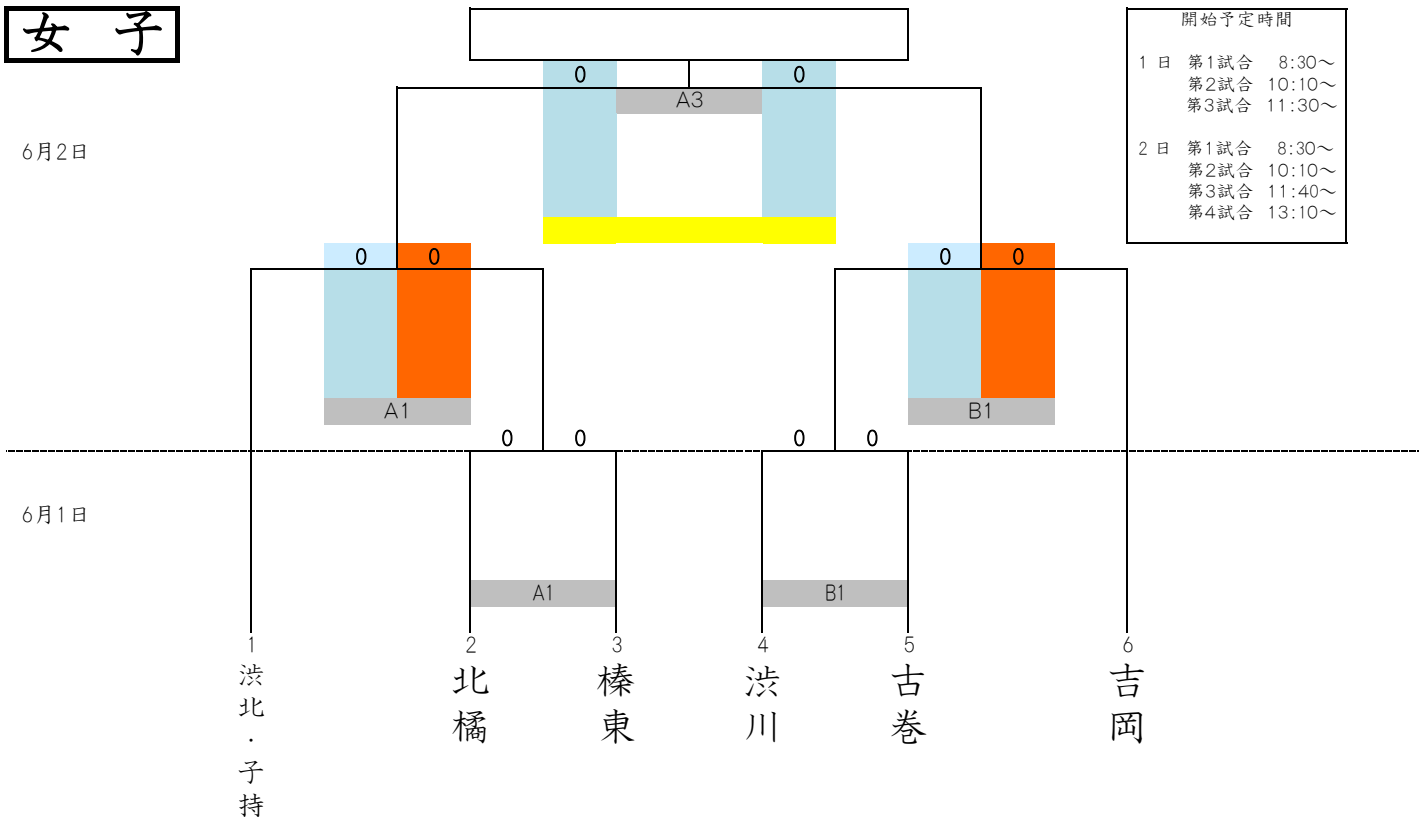 女 子
開始予定時間
1 日 第1試合 8:30～
第2試合 10:10～
第3試合 11:30～
2 日 第1試合 8:30～
第2試合 10:10～
第3試合 11:40～
第4試合 13:10～
0 0
A3
6月2日
0 0 0 0
A1 B1
0 0 0 0
6月1日
A1 B1
1 2 3 4 5 6
渋北・子持
北橘
榛東
渋川
古巻
吉岡